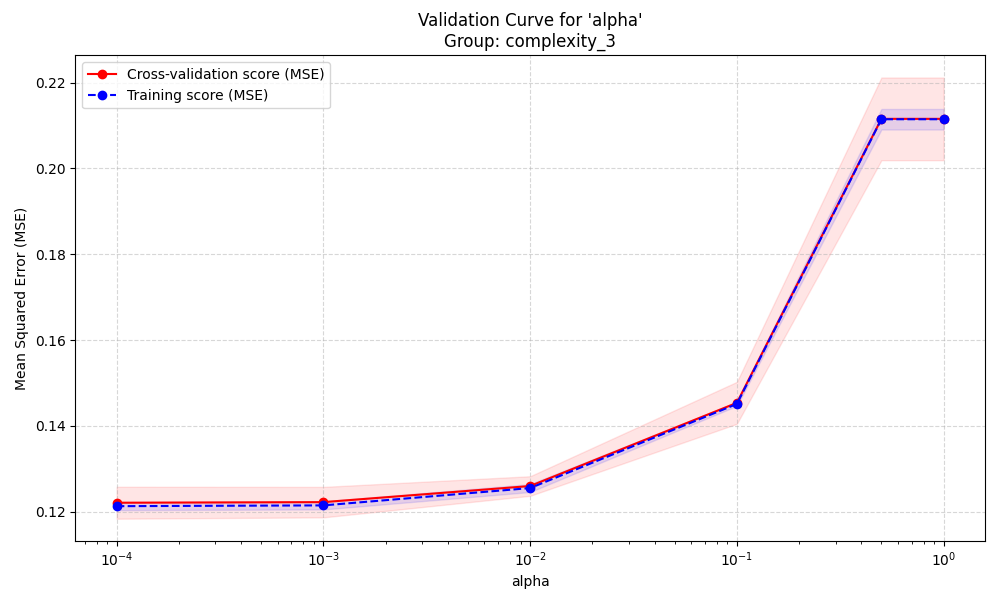 Validation Curve for 'alpha'
Group: complexity_3
Cross-validation score (MSE)
Training score (MSE)
Mean Squared Error (MSE)
0.22
0.20
0.18
0.16
0.14
0.12
10⁻⁴
10⁻³
10⁻²
10⁻¹
10⁰
alpha